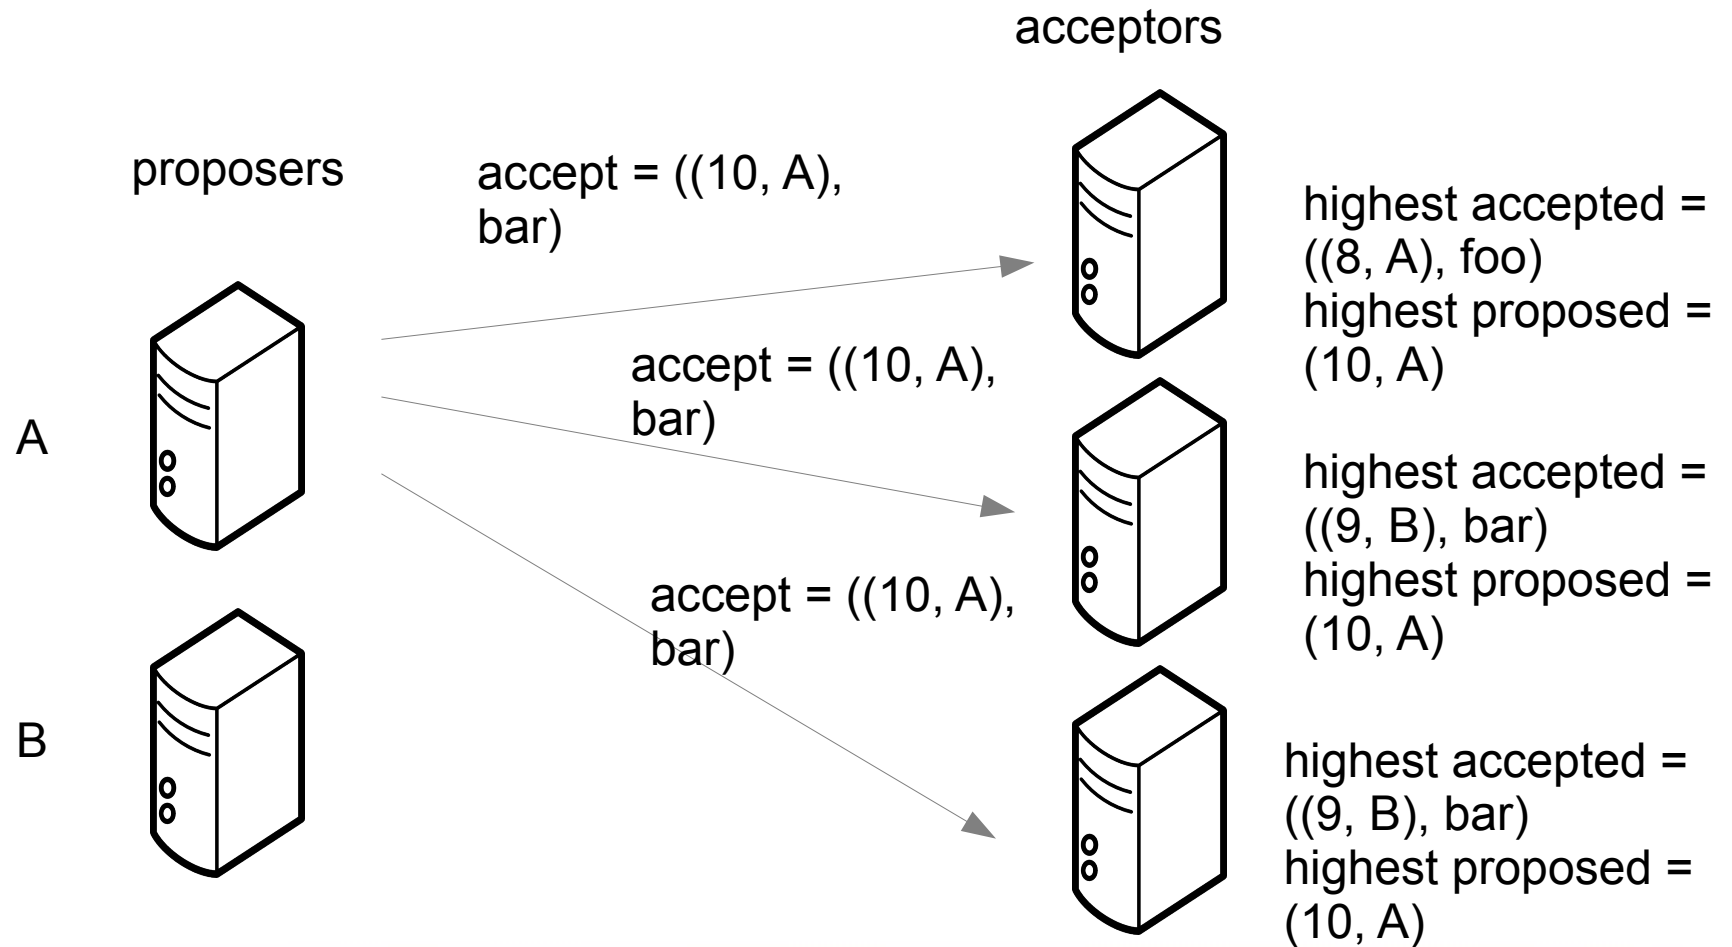 acceptors
proposers
accept = ((10, A),
bar)
highest accepted =
((8, A), foo)
highest proposed =
(10, A)
accept = ((10, A),
bar)
A
highest accepted =
((9, B), bar)
highest proposed =
(10, A)
accept = ((10, A),
bar)
B
highest accepted =
((9, B), bar)
highest proposed =
(10, A)